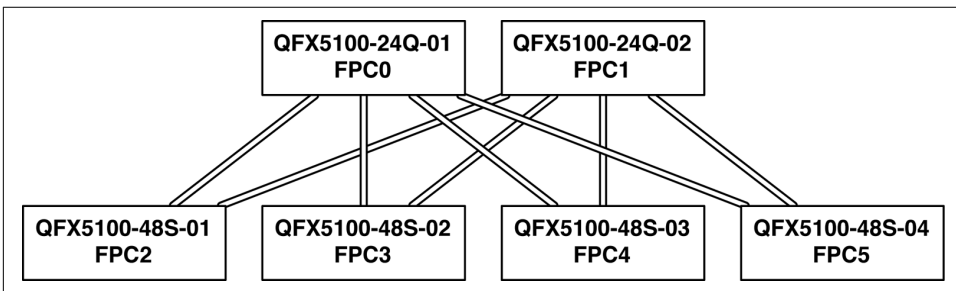 QFX5100-24Q-01
FPC0
QFX5100-24Q-02
FPC1
QFX5100-48S-01
FPC2
QFX5100-48S-02
FPC3
QFX5100-48S-03
FPC4
QFX5100-48S-04
FPC5